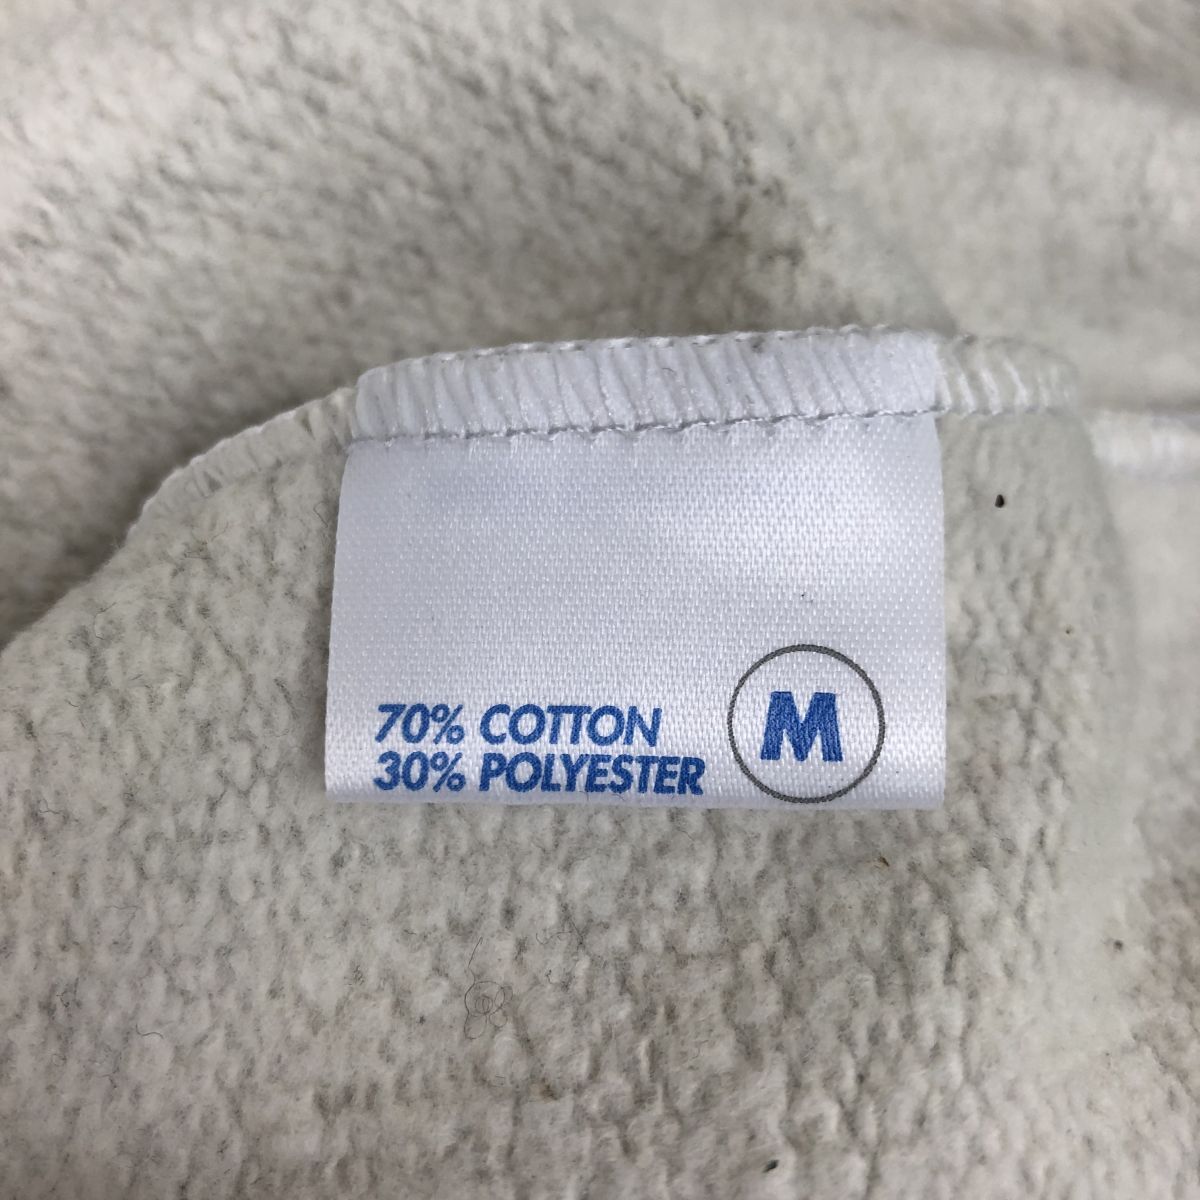 70% COTTON
30% POLYESTER
M